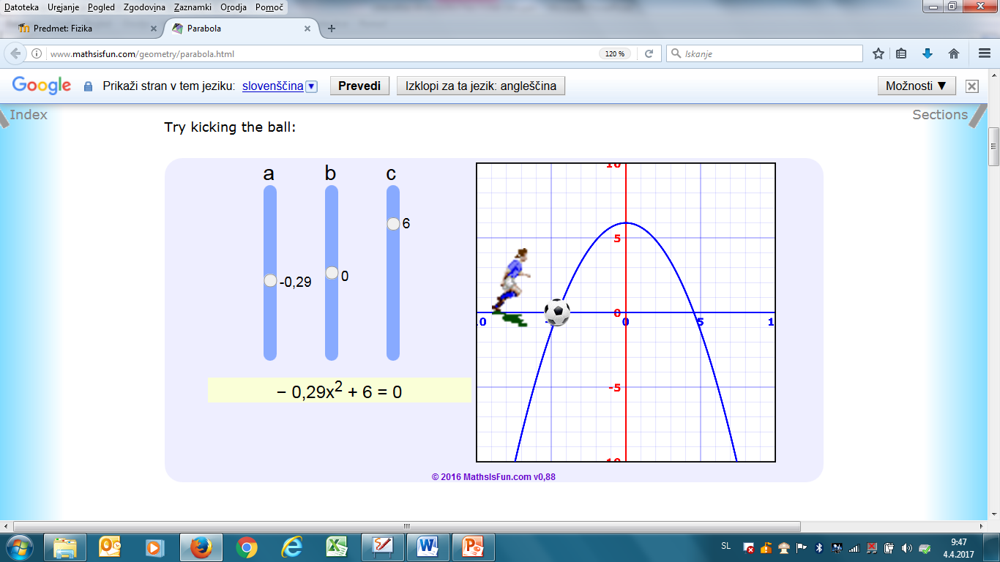 Datoteka Urejanje Pogled Zgodovina Zaznamki Orodja Pomoč
Predmet: Fizika
Parabola
www.mathsisfun.com/geometry/parabola.html
120 %
Iskanje
Google
Prikaži stran v tem jeziku: slovenščina
Prevedi
Izklopi za ta jezik: angleščina
Možnosti ▼
Index
Sections
Try kicking the ball:
a b c
6
-0,29
0
− 0,29x² + 6 = 0
10
5
0
0 0 5 1
-5
-10
© 2016 MathsIsFun.com v0,88
SL
9:47
4.4.2017